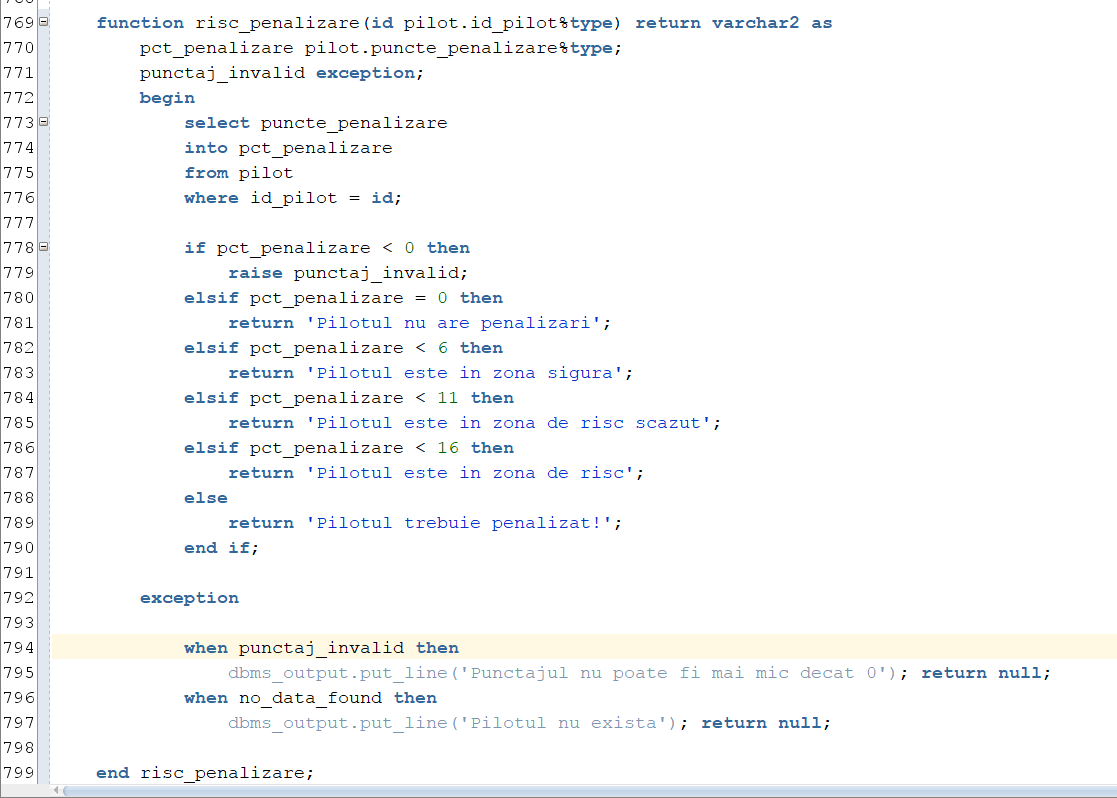 769 function risc_penalizare(id pilot.id_pilot%type) return varchar2 as
770 pct_penalizare pilot.puncte_penalizare%type;
771 punctaj_invalid exception;
772 begin
773 select puncte_penalizare
774 into pct_penalizare
775 from pilot
776 where id_pilot = id;
777
778 if pct_penalizare < 0 then
779 raise punctaj_invalid;
780 elsif pct_penalizare = 0 then
781 return 'Pilotul nu are penalizari';
782 elsif pct_penalizare < 6 then
783 return 'Pilotul este in zona sigura';
784 elsif pct_penalizare < 11 then
785 return 'Pilotul este in zona de risc scazut';
786 elsif pct_penalizare < 16 then
787 return 'Pilotul este in zona de risc';
788 else
789 return 'Pilotul trebuie penalizat!';
790 end if;
791
792 exception
793
794 when punctaj_invalid then
795 dbms_output.put_line('Punctajul nu poate fi mai mic decat 0'); return null;
796 when no_data_found then
797 dbms_output.put_line('Pilotul nu exista'); return null;
798
799 end risc_penalizare;